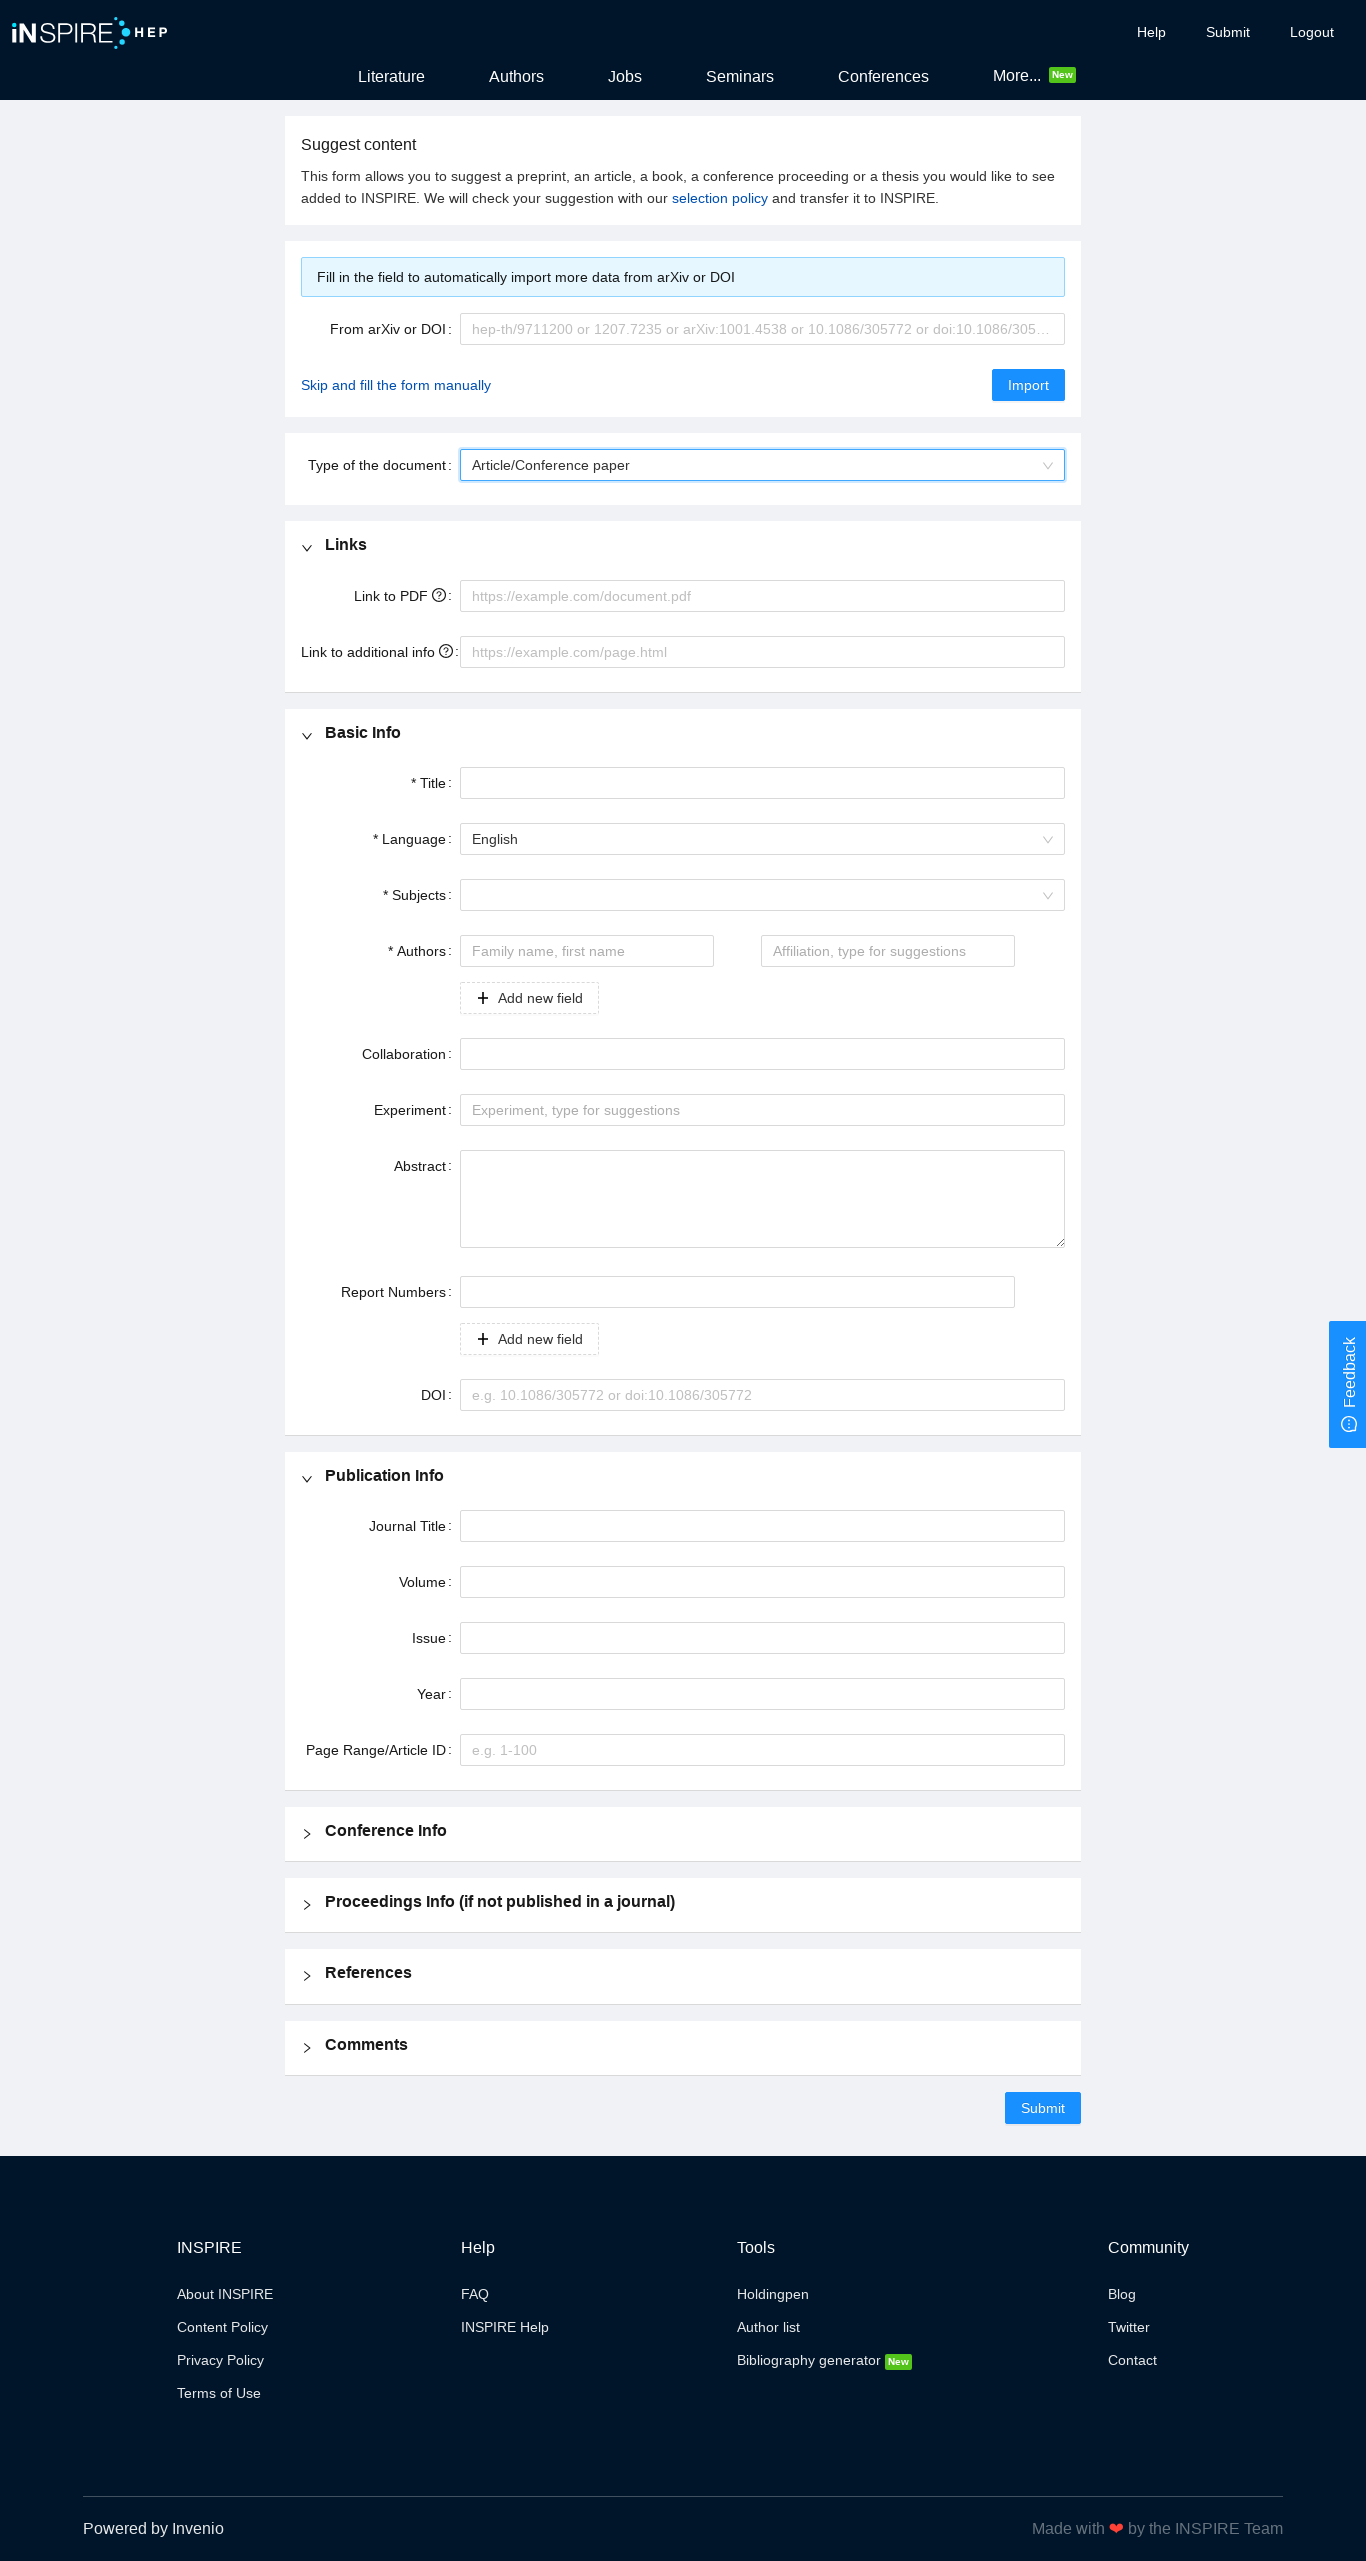 iNSPIRE HEP
Help Submit Logout
Literature Authors Jobs Seminars Conferences More... New
Suggest content
This form allows you to suggest a preprint, an article, a book, a conference proceeding or a thesis you would like to see
added to INSPIRE. We will check your suggestion with our selection policy and transfer it to INSPIRE.
Fill in the field to automatically import more data from arXiv or DOI
From arXiv or DOI : hep-th/9711200 or 1207.7235 or arXiv:1001.4538 or 10.1086/305772 or doi:10.1086/305…
Skip and fill the form manually Import
Type of the document : Article/Conference paper
Links
Link to PDF : https://example.com/document.pdf
Link to additional info : https://example.com/page.html
Basic Info
* Title :
* Language : English
* Subjects :
* Authors : Family name, first name Affiliation, type for suggestions
+ Add new field
Collaboration :
Experiment : Experiment, type for suggestions
Abstract :
Report Numbers :
+ Add new field
Feedback
DOI : e.g. 10.1086/305772 or doi:10.1086/305772
Publication Info
Journal Title :
Volume :
Issue :
Year :
Page Range/Article ID : e.g. 1-100
Conference Info
Proceedings Info (if not published in a journal)
References
Comments
Submit
INSPIRE Help Tools Community
About INSPIRE FAQ Holdingpen Blog
Content Policy INSPIRE Help Author list Twitter
Privacy Policy Bibliography generator New Contact
Terms of Use
Powered by Invenio Made with ❤ by the INSPIRE Team